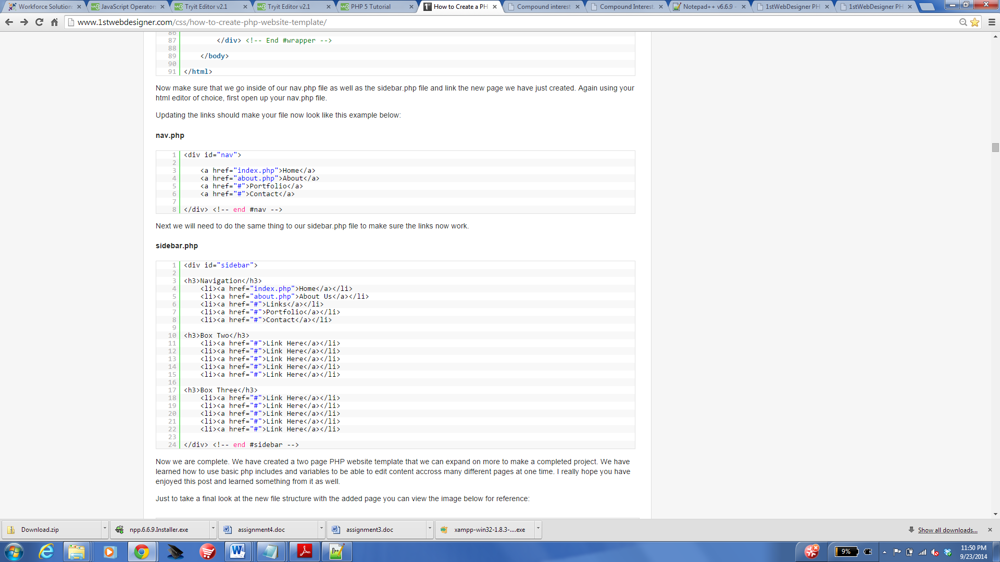 Workforce Solution
JavaScript Operator
Tryit Editor v2.1
Tryit Editor v2.1
PHP 5 Tutorial
How to Create a PH
Compound interest
Compound Interest.
Notepad++ v6.6.9 -
1stWebDesigner PH
1stWebDesigner PH
www.1stwebdesigner.com/css/how-to-create-php-website-template/
86
87 </div> <!-- End #wrapper -->
88
89 </body>
90
91 </html>
Now make sure that we go inside of our nav.php file as well as the sidebar.php file and link the new page we have just created. Again using your
html editor of choice, first open up your nav.php file.
Updating the links should make your file now look like this example below:
nav.php
1 <div id="nav">
2
3 <a href="index.php">Home</a>
4 <a href="about.php">About</a>
5 <a href="#">Portfolio</a>
6 <a href="#">Contact</a>
7
8 </div> <!-- end #nav -->
Next we will need to do the same thing to our sidebar.php file to make sure the links now work.
sidebar.php
1 <div id="sidebar">
2
3 <h3>Navigation</h3>
4 <li><a href="index.php">Home</a></li>
5 <li><a href="about.php">About Us</a></li>
6 <li><a href="#">Links</a></li>
7 <li><a href="#">Portfolio</a></li>
8 <li><a href="#">Contact</a></li>
9
10 <h3>Box Two</h3>
11 <li><a href="#">Link Here</a></li>
12 <li><a href="#">Link Here</a></li>
13 <li><a href="#">Link Here</a></li>
14 <li><a href="#">Link Here</a></li>
15 <li><a href="#">Link Here</a></li>
16
17 <h3>Box Three</h3>
18 <li><a href="#">Link Here</a></li>
19 <li><a href="#">Link Here</a></li>
20 <li><a href="#">Link Here</a></li>
21 <li><a href="#">Link Here</a></li>
22 <li><a href="#">Link Here</a></li>
23
24 </div> <!-- end #sidebar -->
Now we are complete. We have created a two page PHP website template that we can expand on more to make a completed project. We have
learned how to use basic php includes and variables to be able to edit content accross many different pages at one time. I really hope you have
enjoyed this post and learned something from it as well.
Just to take a final look at the new file structure with the added page you can view the image below for reference:
Download.zip
npp.6.6.9.Installer.exe
assignment4.doc
assignment3.doc
xampp-win32-1.8.3-....exe
Show all downloads...
9%
11:50 PM
9/23/2014